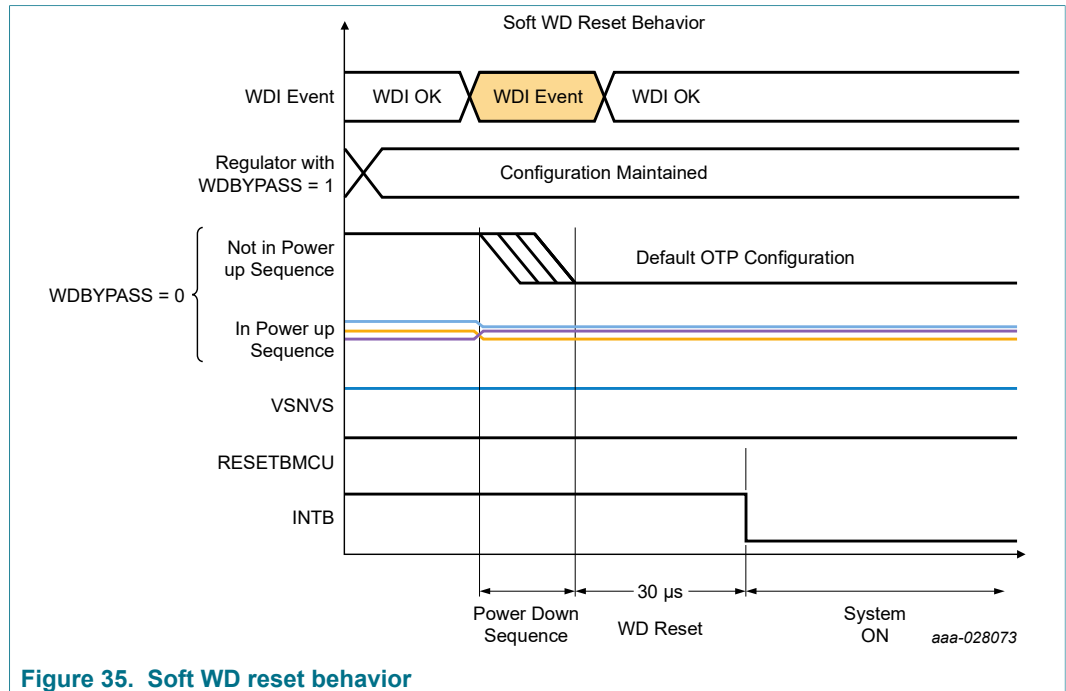 Soft WD Reset Behavior
WDI Event
WDI OK
WDI Event
WDI OK
Regulator with
WDBYPASS = 1
Configuration Maintained
WDBYPASS = 0
Not in Power
up Sequence
Default OTP Configuration
In Power up
Sequence
VSNVS
RESETBMCU
INTB
30 µs
Power Down
Sequence
WD Reset
System
ON
aaa-028073
Figure 35. Soft WD reset behavior